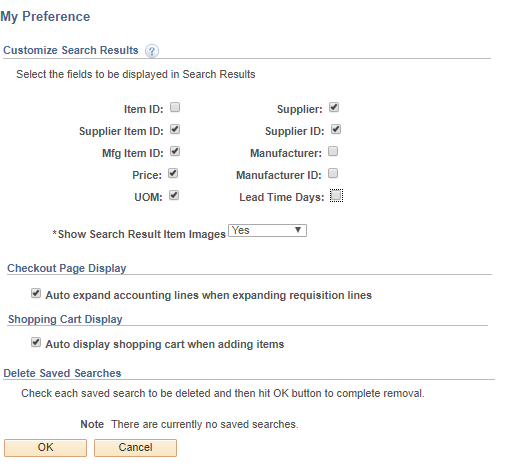 My Preference
Customize Search Results ?
Select the fields to be displayed in Search Results
Item ID: Supplier:
Supplier Item ID: Supplier ID:
Mfg Item ID: Manufacturer:
Price: Manufacturer ID:
UOM: Lead Time Days:
*Show Search Result Item Images Yes
Checkout Page Display
Auto expand accounting lines when expanding requisition lines
Shopping Cart Display
Auto display shopping cart when adding items
Delete Saved Searches
Check each saved search to be deleted and then hit OK button to complete removal.
Note There are currently no saved searches.
OK Cancel